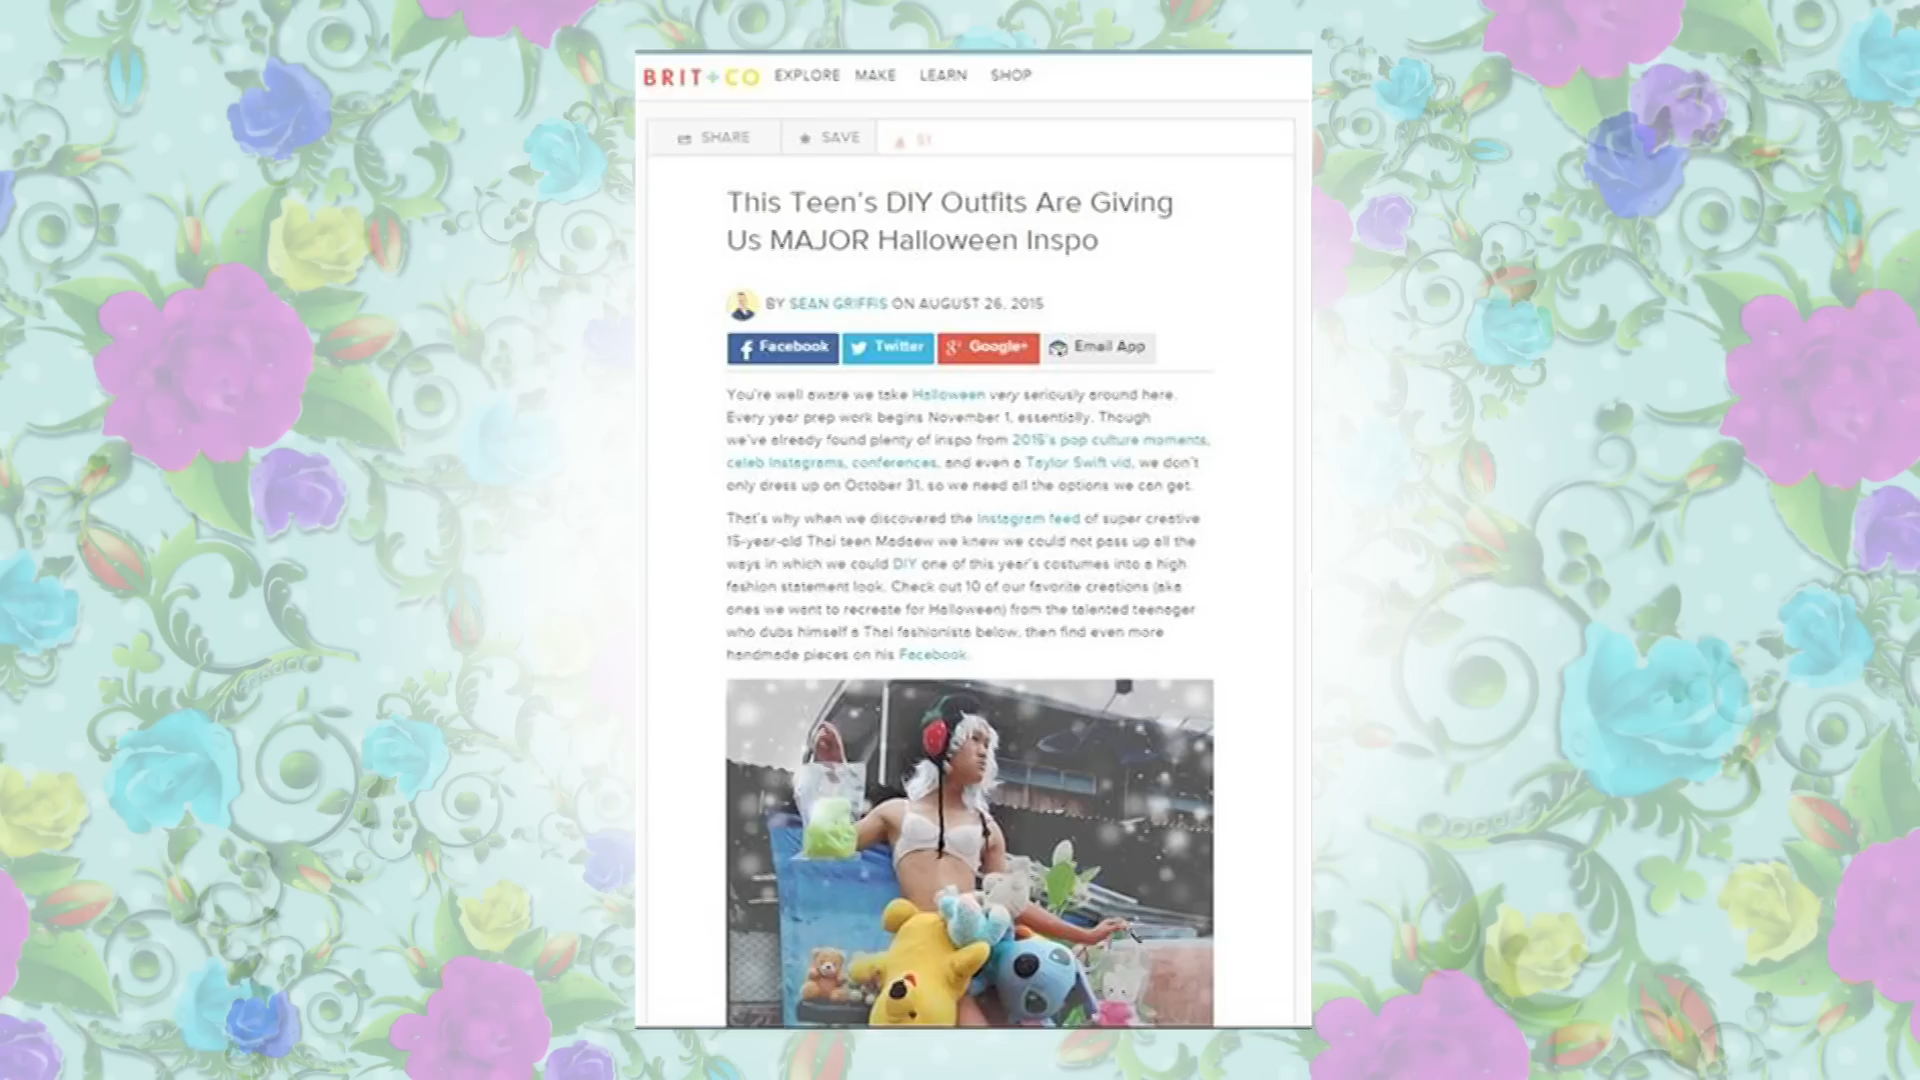 BRIT+CO EXPLORE MAKE LEARN SHOP
SHARE SAVE
This Teen's DIY Outfits Are Giving
Us MAJOR Halloween Inspo
BY SEAN GRIFFIS ON AUGUST 26, 2015
Facebook Twitter Google+ Email App
You're well aware we take Halloween very seriously around here.
Every year prep work begins November 1, essentially. Though
we've already found plenty of inspo from 2015's pop culture moments,
celeb Instagrams, conferences, and even a Taylor Swift vid, we don't
only dress up on October 31, so we need all the options we can get.
That's why when we discovered the Instagram feed of super creative
15-year-old Thai teen Madaew we knew we could not pass up all the
ways in which we could DIY one of this year's costumes into a high
fashion statement look. Check out 10 of our favorite creations (aka
ones we want to recreate for Halloween) from the talented teenager
who dubs himself a Thai fashionista below, then find even more
handmade pieces on his Facebook.